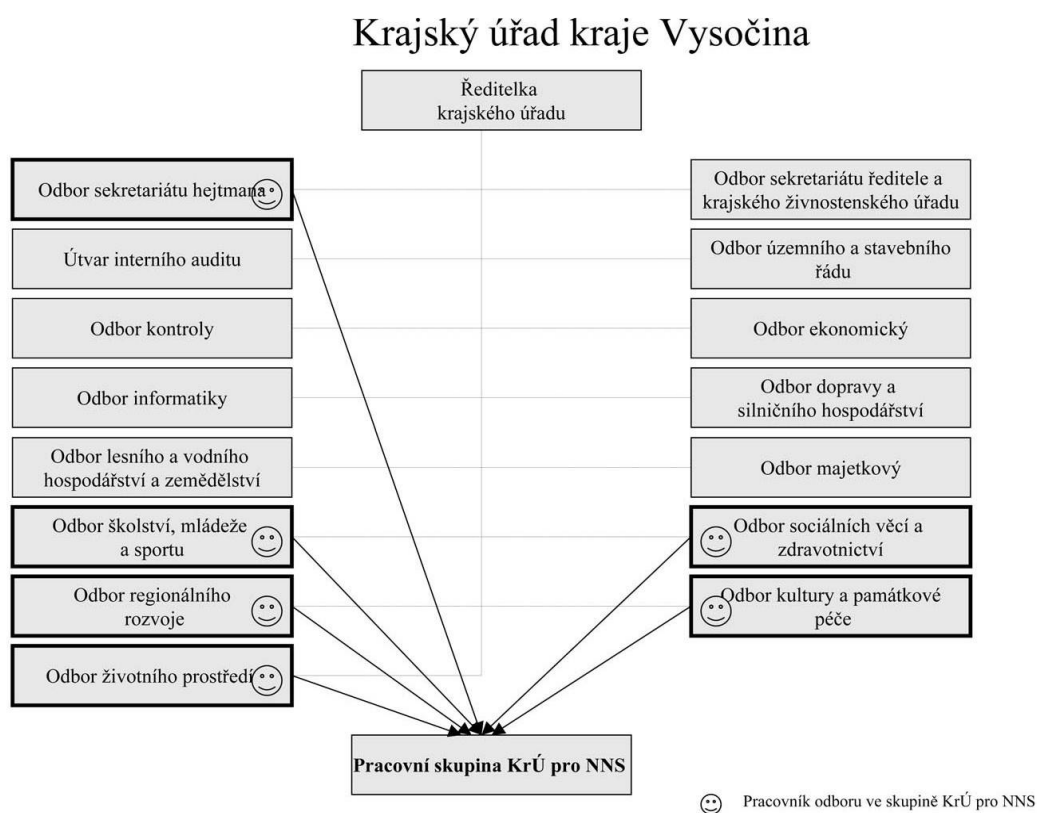 Krajský úřad kraje Vysočina
Ředitelka
krajského úřadu
Odbor sekretariátu hejtmana
Odbor sekretariátu ředitele a
krajského živnostenského úřadu
Útvar interního auditu
Odbor územního a stavebního
řádu
Odbor kontroly
Odbor ekonomický
Odbor informatiky
Odbor dopravy a
silničního hospodářství
Odbor lesního a vodního
hospodářství a zemědělství
Odbor majetkový
Odbor školství, mládeže
a sportu
Odbor sociálních věcí a
zdravotnictví
Odbor regionálního
rozvoje
Odbor kultury a památkové
péče
Odbor životního prostředí
Pracovní skupina KrÚ pro NNS
Pracovník odboru ve skupině KrÚ pro NNS